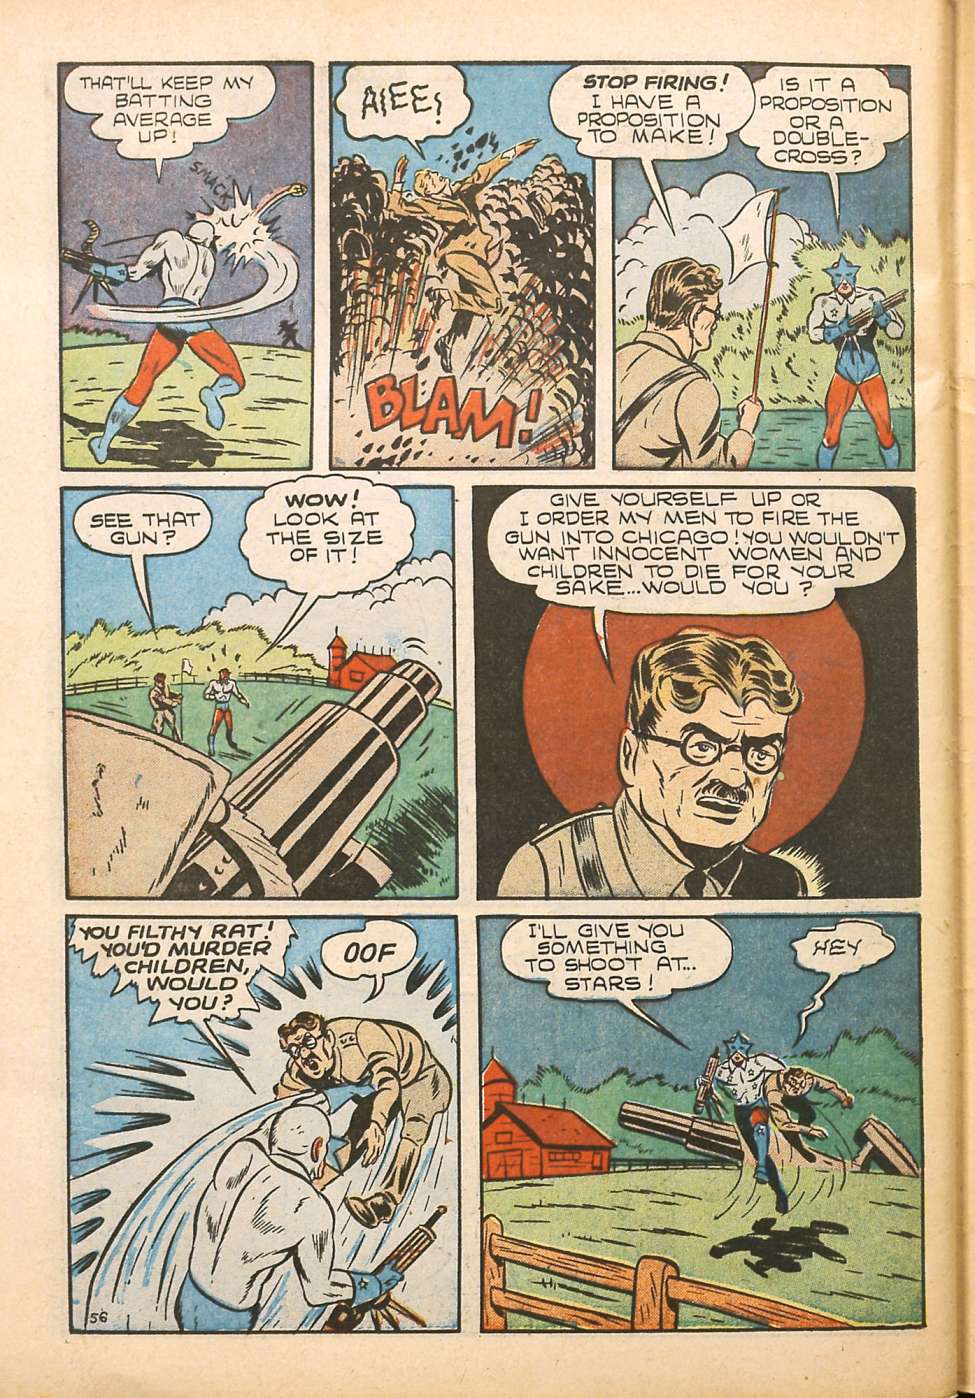 THAT'LL KEEP MY
BATTING
AVERAGE
UP!
SMACK
AIEE!
BLAM!
STOP FIRING!
I HAVE A
PROPOSITION
TO MAKE!
IS IT A
PROPOSITION
OR A
DOUBLE-
CROSS?
SEE THAT
GUN?
WOW!
LOOK AT
THE SIZE
OF IT!
GIVE YOURSELF UP OR
I ORDER MY MEN TO FIRE THE
GUN INTO CHICAGO! YOU WOULDN'T
WANT INNOCENT WOMEN AND
CHILDREN TO DIE FOR YOUR
SAKE...WOULD YOU?
YOU FILTHY RAT!
YOU'D MURDER
CHILDREN,
WOULD
YOU?
OOF
I'LL GIVE YOU
SOMETHING
TO SHOOT AT...
STARS!
HEY
56